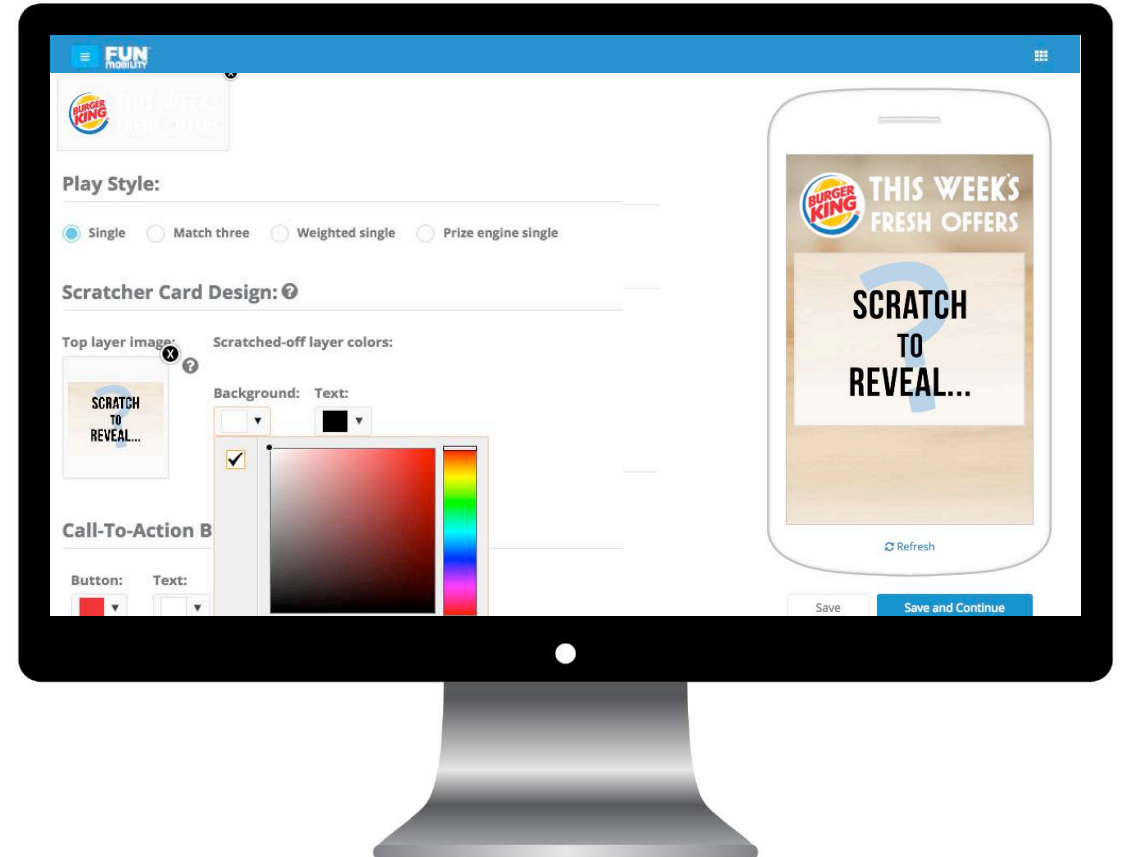 FUN
MOBILITY
X
BURGER
KING
THIS WEEK'S
FRESH OFFERS
Play Style:
Single Match three Weighted single Prize engine single
Scratcher Card Design: ?
Top layer image: Scratched-off layer colors:
X
?
Background: Text:
SCRATCH
TO
REVEAL...
Call-To-Action B
Button: Text:
BURGER
KING
THIS WEEK'S
FRESH OFFERS
?
SCRATCH
TO
REVEAL...
Refresh
Save Save and Continue